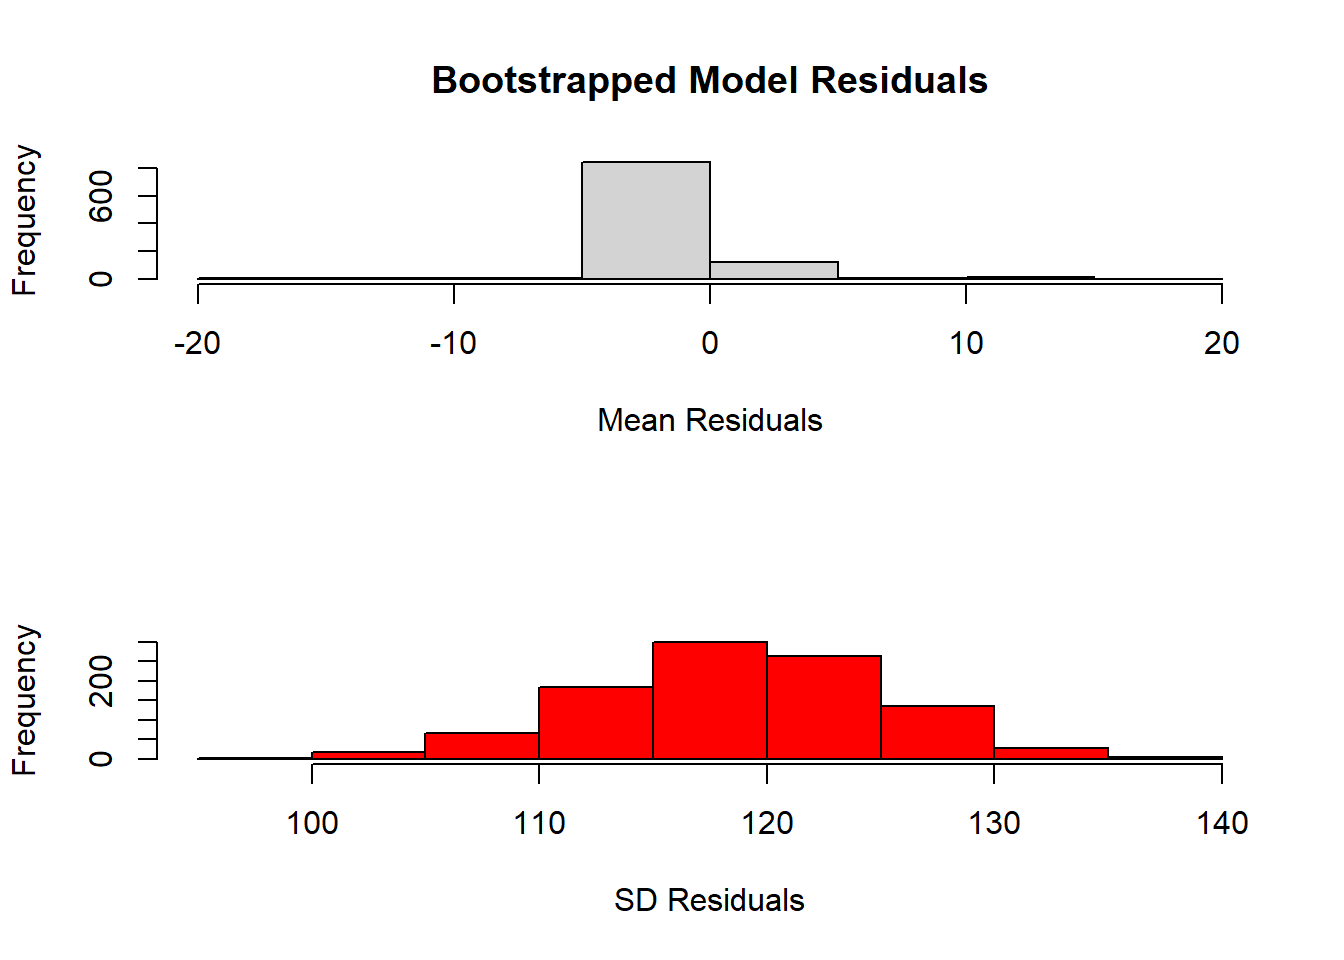 Bootstrapped Model Residuals
Frequency
600
0
-20 -10 0 10 20
Mean Residuals
Frequency
200
0
100 110 120 130 140
SD Residuals